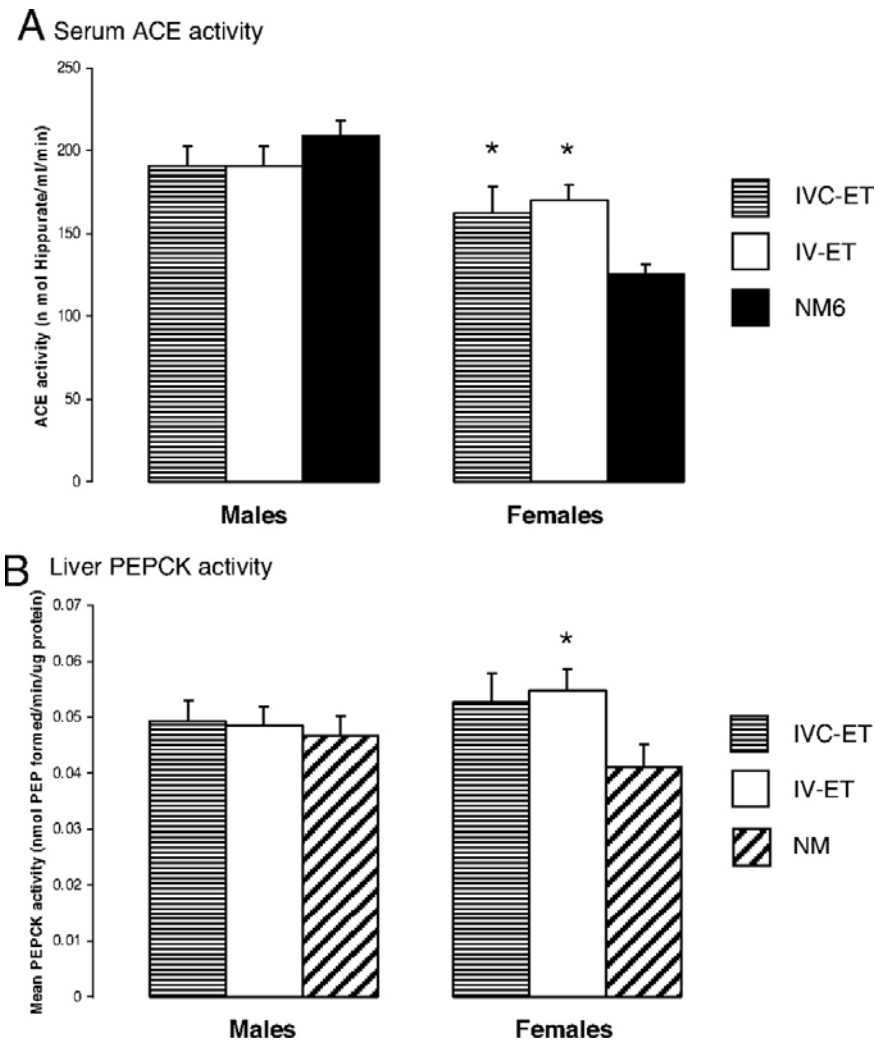 A Serum ACE activity
250
200
150
100
50
0
ACE activity (n mol Hippurate/ml/min)
* *
Males Females
IVC-ET
IV-ET
NM6
B Liver PEPCK activity
0.07
0.06
0.05
0.04
0.03
0.02
0.01
0
Mean PEPCK activity (nmol PEP formed/min/ug protein)
*
Males Females
IVC-ET
IV-ET
NM